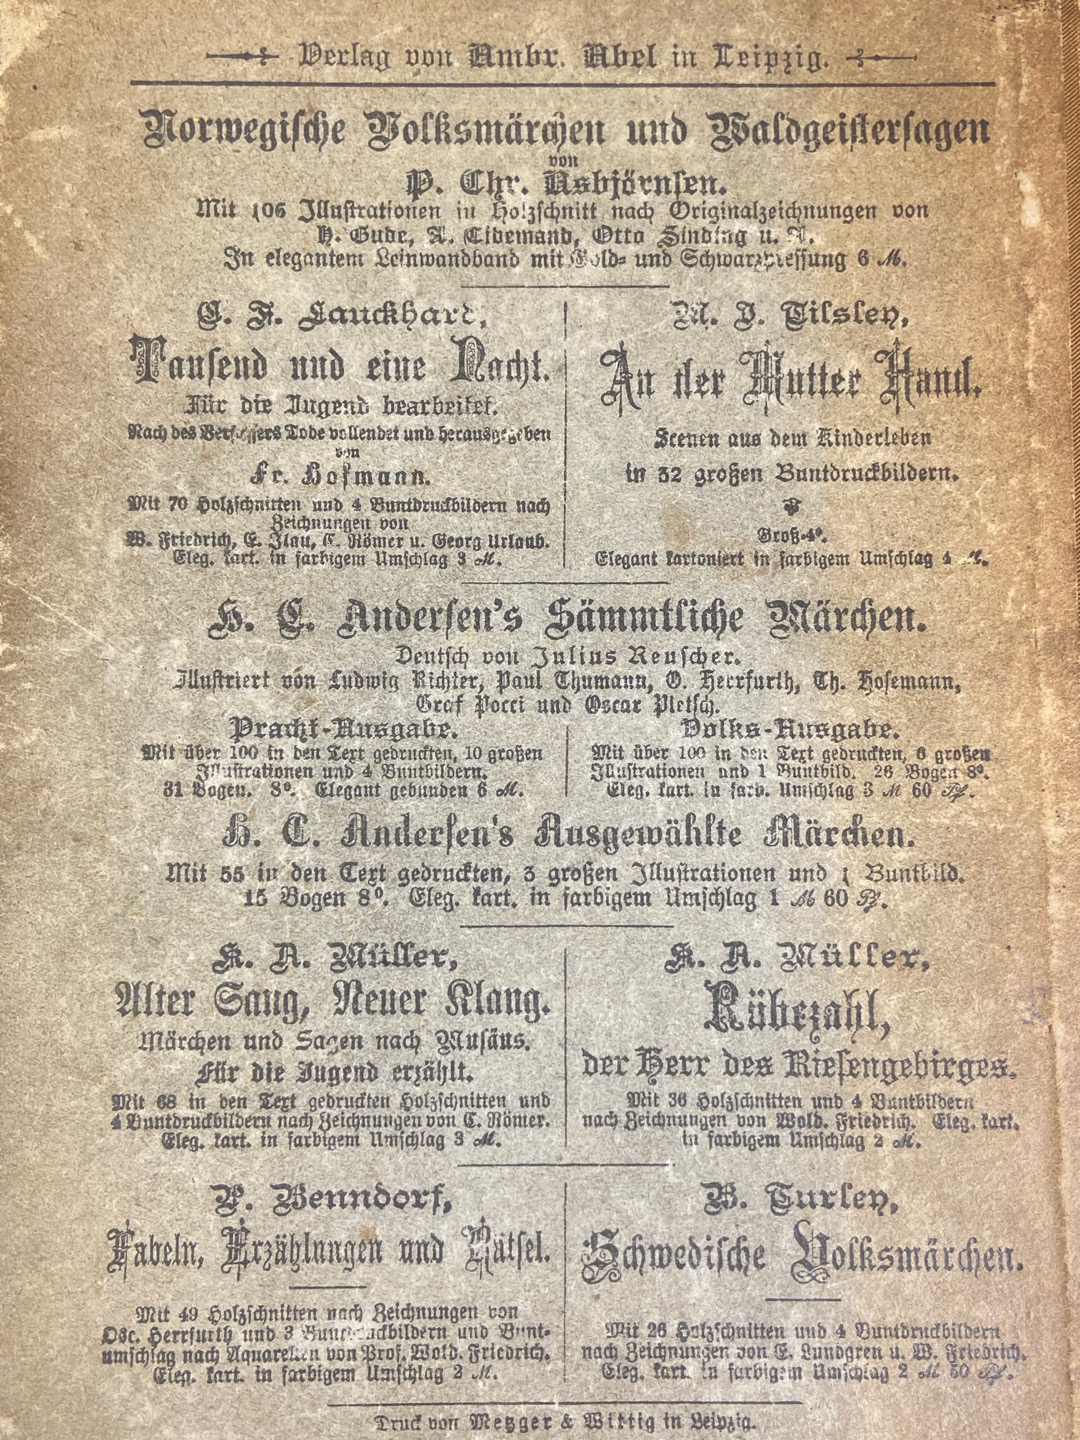 Verlag von Ambr. Abel in Leipzig.
Norwegische Volksmärchen und Waldgeistersagen
von
P. Chr. Asbjörnsen.
Mit 106 Illustrationen in Holzschnitt nach Originalzeichnungen von
H. Gude, A. Tidemand, Otto Sinding u. A.
In elegantem Leinwandband mit Gold- und Schwarzpressung 6 M.
C. F. Lauckhard,
Tausend und eine Nacht.
Für die Jugend bearbeitet.
Nach des Verfassers Tode vollendet und herausgegeben
von
Fr. Hofmann.
Mit 70 Holzschnitten und 4 Buntdruckbildern nach
Zeichnungen von
W. Friedrich, E. Ilau, C. Römer u. Georg Urlaub.
Eleg. kart. in farbigem Umschlag 3 M.
M. J. Tilsley,
An der Mutter Hand.
Scenen aus dem Kinderleben
in 32 großen Buntdruckbildern.
Groß-4°.
Elegant kartoniert in farbigem Umschlag 4 M.
H. C. Andersen's Sämmtliche Märchen.
Deutsch von Julius Reuscher.
Illustriert von Ludwig Richter, Paul Thumann, O. Herrfurth, Th. Hosemann,
Graf Pocci und Oscar Pletsch.
Pracht-Ausgabe.
Mit über 100 in den Text gedruckten, 10 großen
Illustrationen und 4 Buntbildern.
31 Bogen. 8°. Elegant gebunden 6 M.
Volks-Ausgabe.
Mit über 100 in den Text gedruckten, 6 großen
Illustrationen und 1 Buntbild. 26 Bogen 8°.
Eleg. kart. in farb. Umschlag 3 M 60 Pf.
H. C. Andersen's Ausgewählte Märchen.
Mit 55 in den Text gedruckten, 3 großen Illustrationen und 1 Buntbild.
15 Bogen 8°. Eleg. kart. in farbigem Umschlag 1 M 60 Pf.
K. A. Müller,
Alter Sang, Neuer Klang.
Märchen und Sagen nach Musäus.
Für die Jugend erzählt.
Mit 68 in den Text gedruckten Holzschnitten und
4 Buntdruckbildern nach Zeichnungen von C. Römer.
Eleg. kart. in farbigem Umschlag 3 M.
K. A. Müller,
Rübezahl,
der Herr des Riesengebirges.
Mit 36 Holzschnitten und 4 Buntbildern
nach Zeichnungen von Wold. Friedrich. Eleg. kart.
in farbigem Umschlag 2 M.
P. Benndorf,
Fabeln, Erzählungen und Rätsel.
Mit 49 Holzschnitten nach Zeichnungen von
Osc. Herrfurth und 3 Buntdruckbildern und Bunt-
umschlag nach Aquarellen von Prof. Wold. Friedrich.
Eleg. kart. in farbigem Umschlag 2 M.
B. Turley,
Schwedische Volksmärchen.
Mit 26 Holzschnitten und 4 Buntdruckbildern
nach Zeichnungen von E. Lundgren u. W. Friedrich.
Eleg. kart. in farbigem Umschlag 2 M 50 Pf.
Druck von Metzger & Wittig in Leipzig.